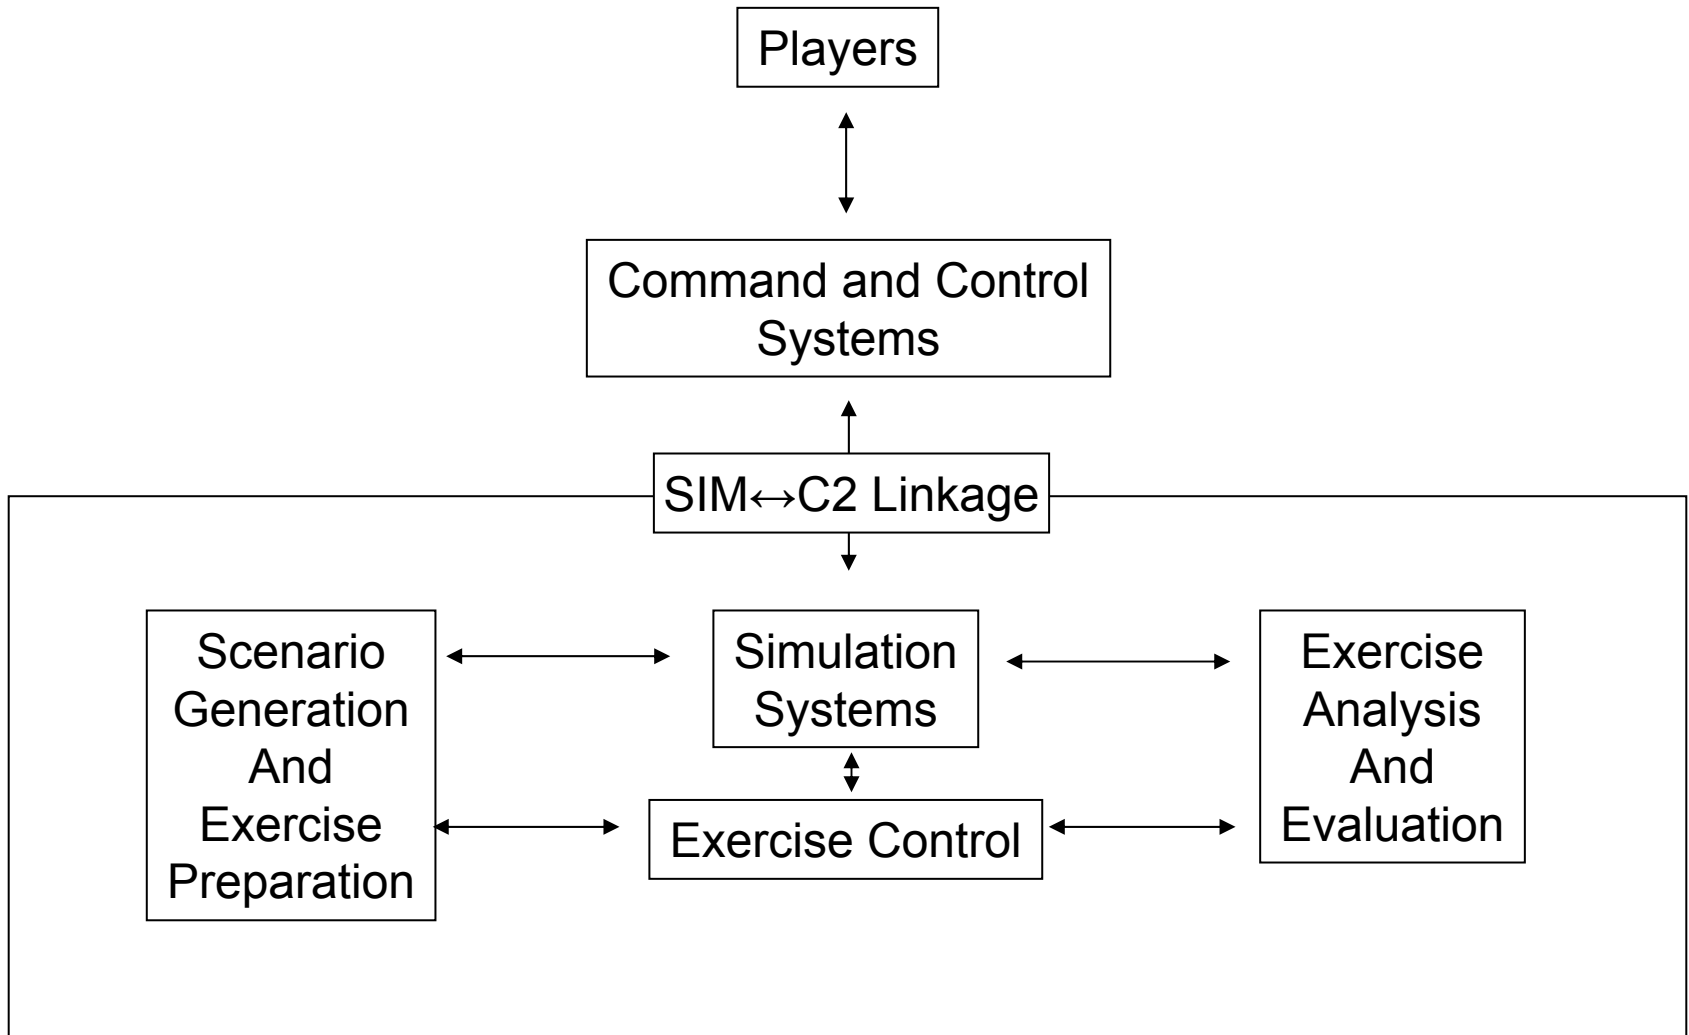 Players
Command and Control
Systems
SIM↔C2 Linkage
Scenario
Generation
And
Exercise
Preparation
Simulation
Systems
Exercise Control
Exercise
Analysis
And
Evaluation